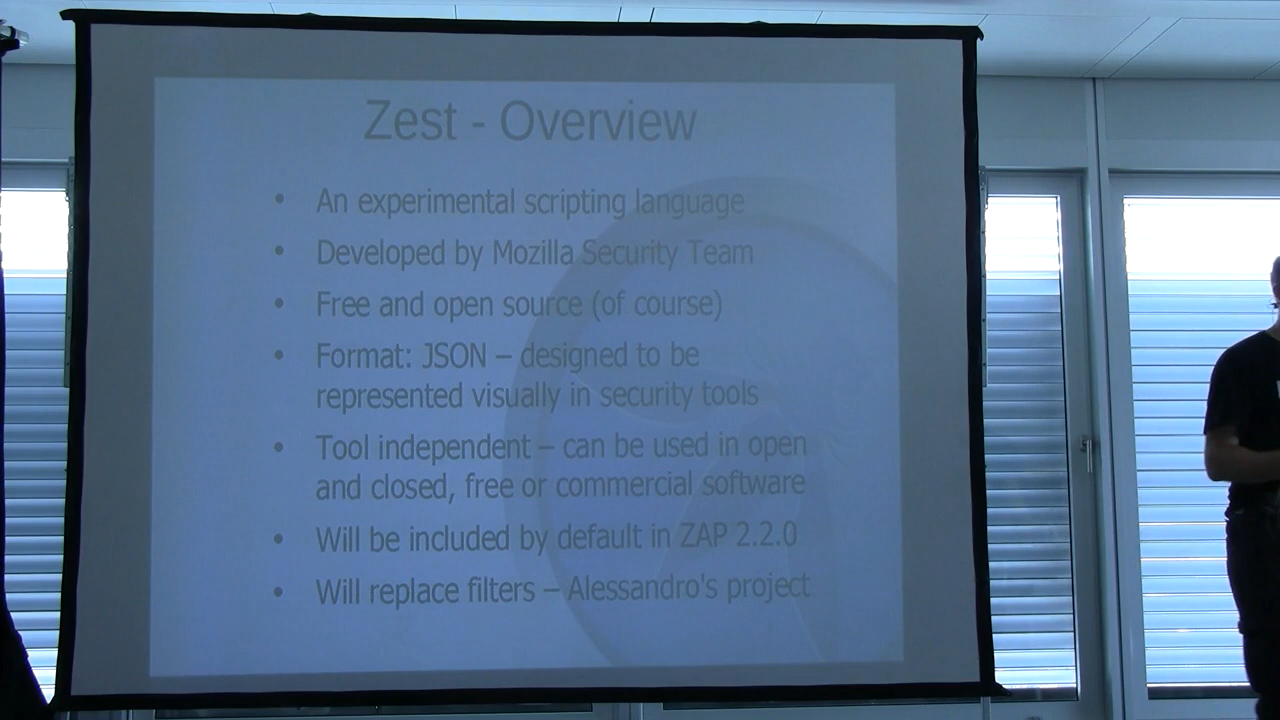 Zest - Overview
• An experimental scripting language
• Developed by Mozilla Security Team
• Free and open source (of course)
• Format: JSON – designed to be
represented visually in security tools
• Tool independent – can be used in open
and closed, free or commercial software
• Will be included by default in ZAP 2.2.0
• Will replace filters – Alessandro's project